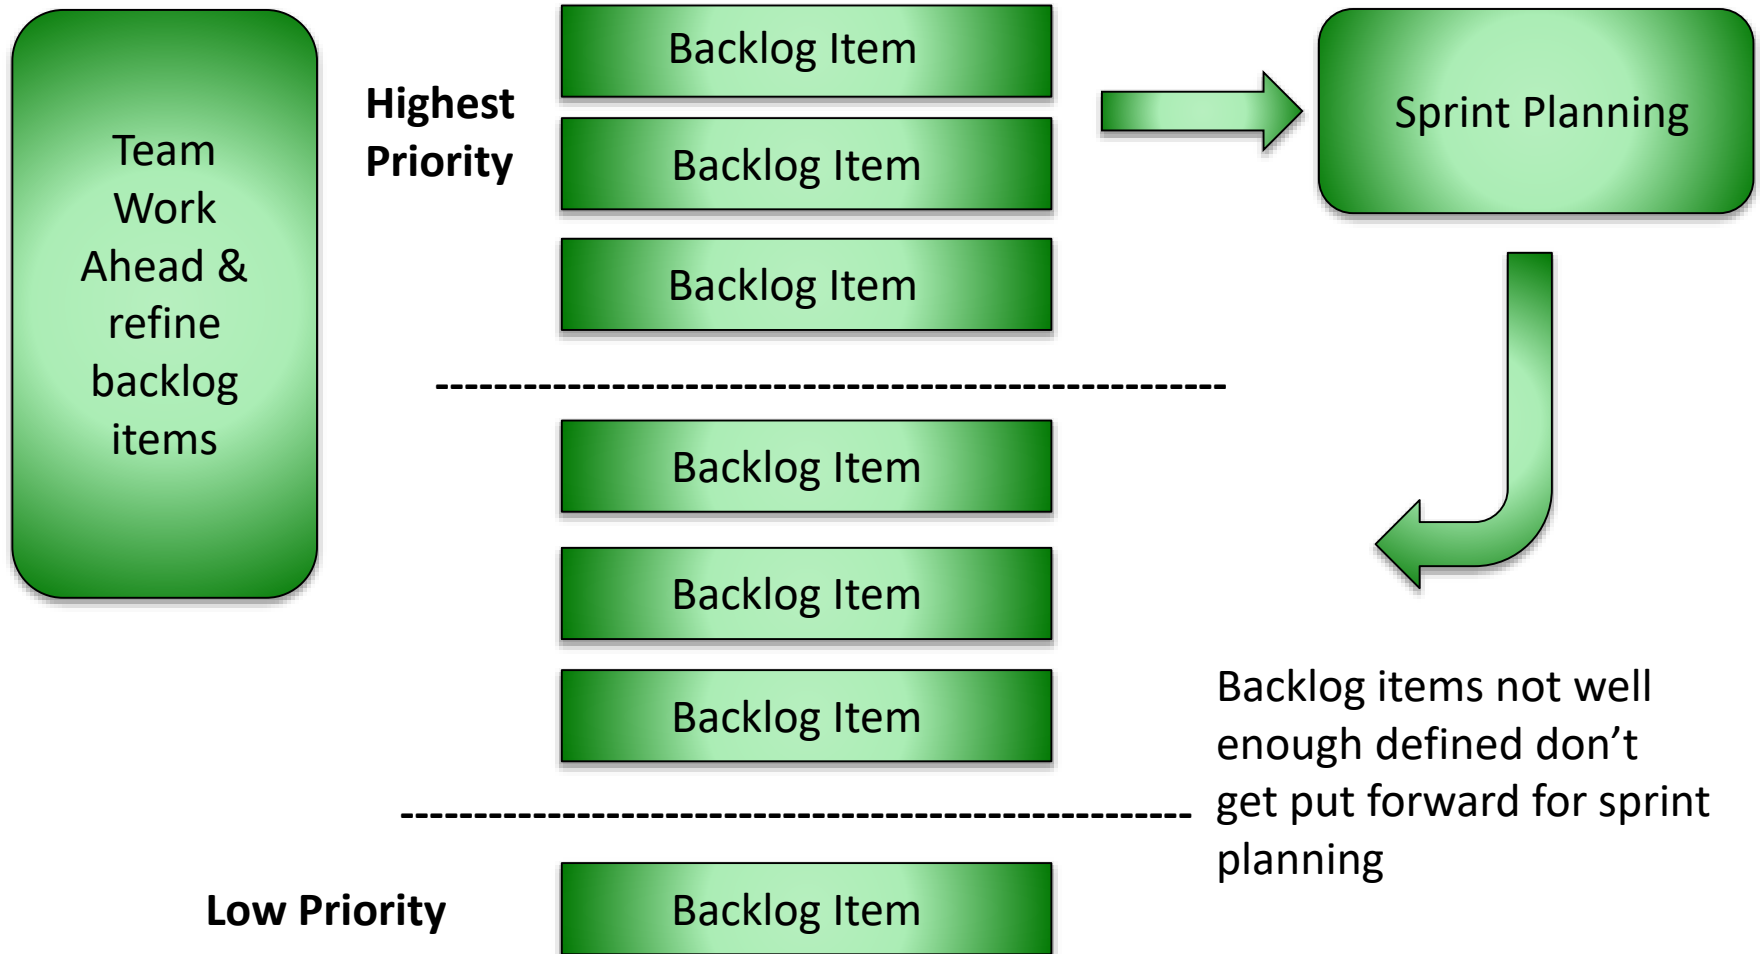 Team
Work
Ahead &
refine
backlog
items
Highest
Priority
Backlog Item
Backlog Item
Backlog Item
Sprint Planning
Backlog Item
Backlog Item
Backlog Item
Backlog items not well
enough defined don’t
get put forward for sprint
planning
Low Priority
Backlog Item